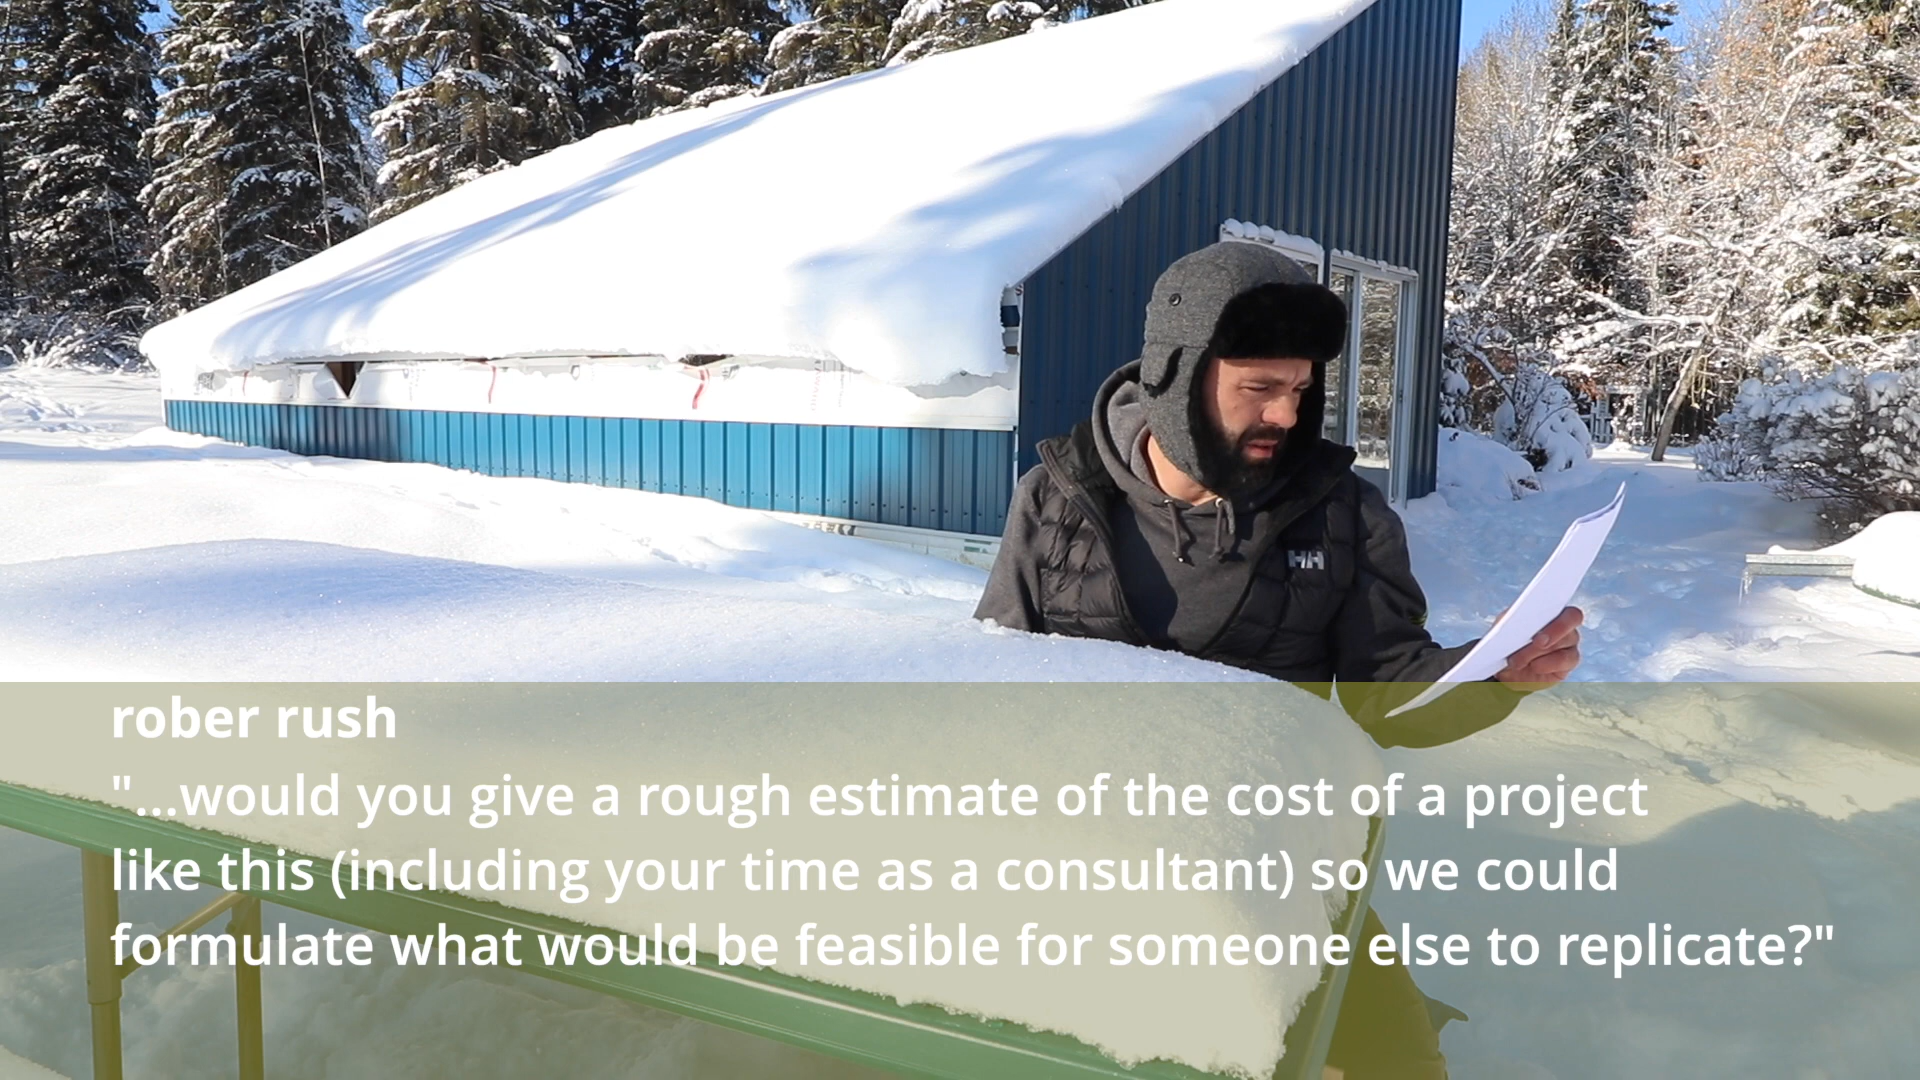 HH
rober rush
"...would you give a rough estimate of the cost of a project
like this (including your time as a consultant) so we could
formulate what would be feasible for someone else to replicate?"